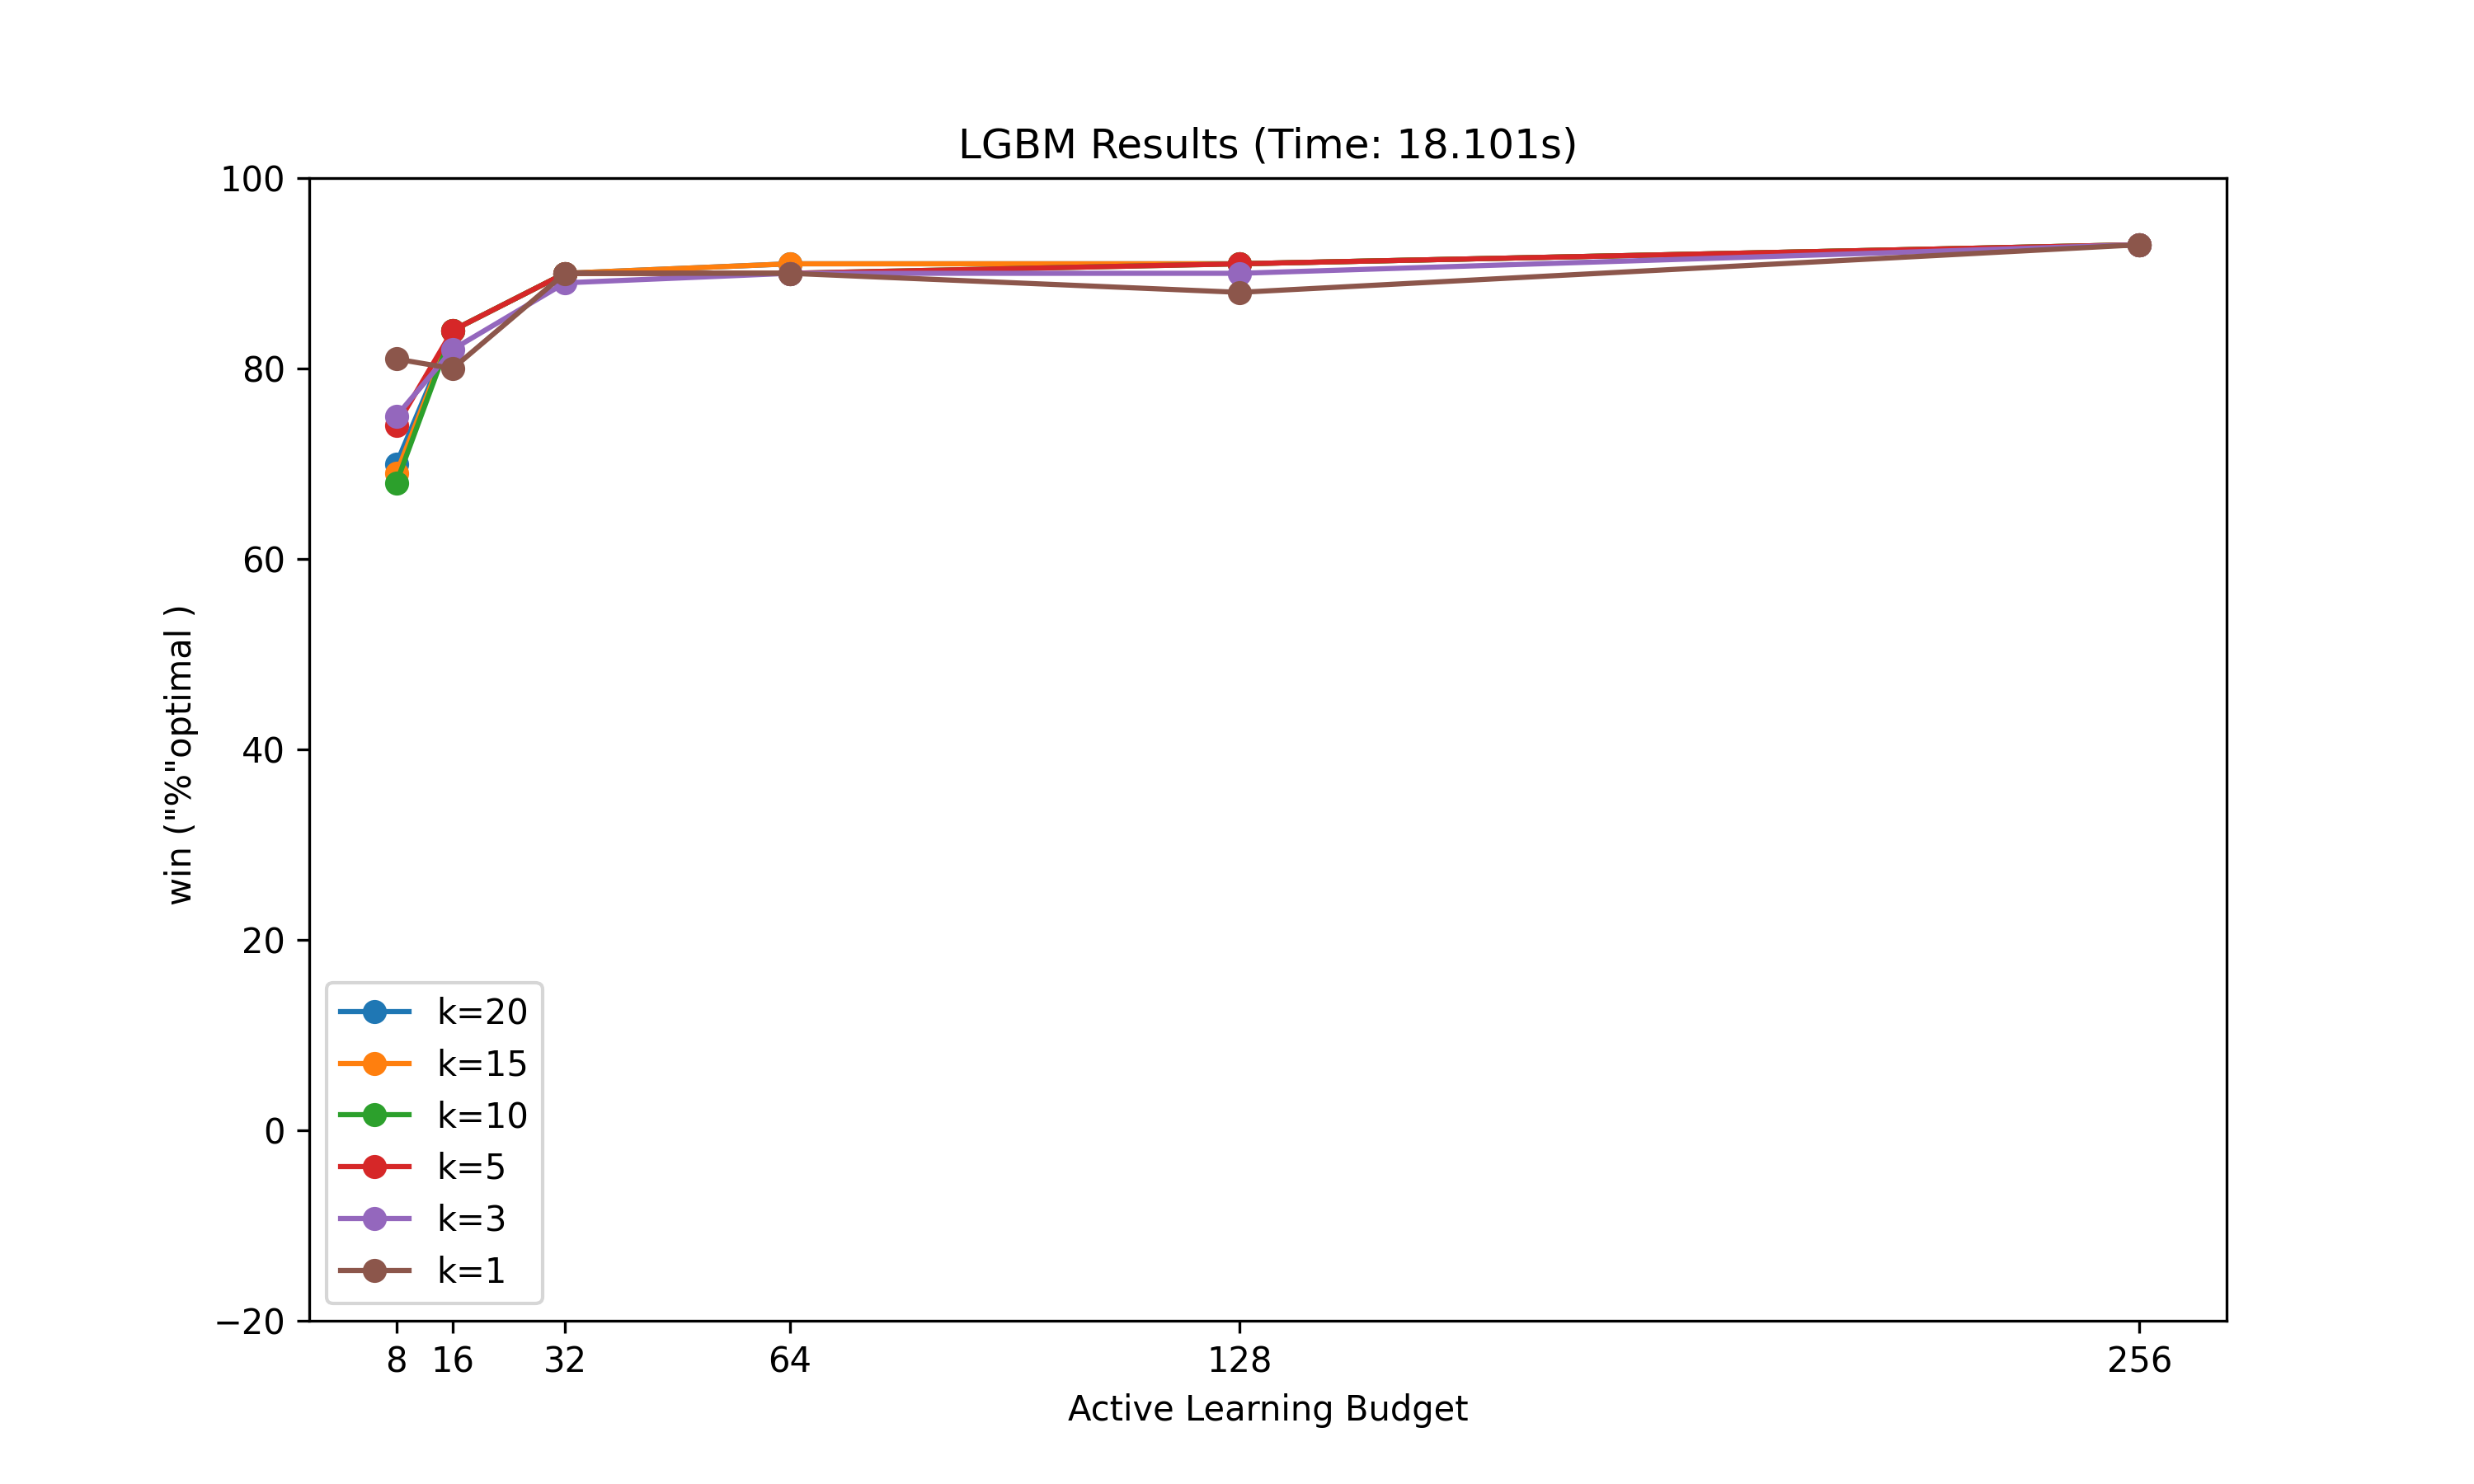 LGBM Results (Time: 18.101s)
100
80
60
40
20
0
−20
win ("%"optimal )
k=20
k=15
k=10
k=5
k=3
k=1
8 16 32 64 128 256
Active Learning Budget